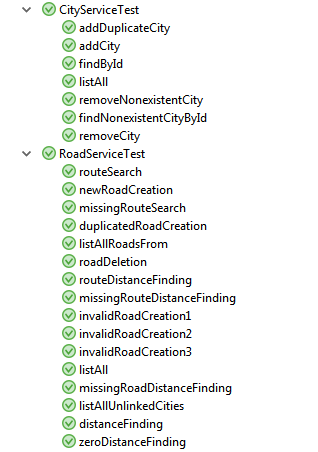 CityServiceTest
addDuplicateCity
addCity
findById
listAll
removeNonexistentCity
findNonexistentCityById
removeCity
RoadServiceTest
routeSearch
newRoadCreation
missingRouteSearch
duplicatedRoadCreation
listAllRoadsFrom
roadDeletion
routeDistanceFinding
missingRouteDistanceFinding
invalidRoadCreation1
invalidRoadCreation2
invalidRoadCreation3
listAll
missingRoadDistanceFinding
listAllUnlinkedCities
distanceFinding
zeroDistanceFinding